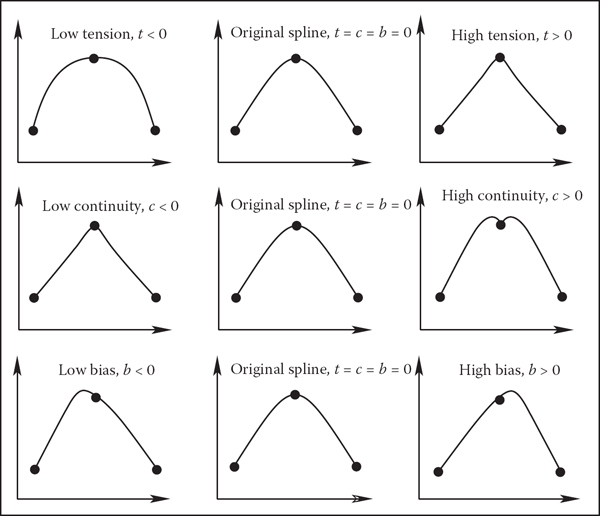 Low tension, t < 0
Original spline, t = c = b = 0
High tension, t > 0
Low continuity, c < 0
Original spline, t = c = b = 0
High continuity, c > 0
Low bias, b < 0
Original spline, t = c = b = 0
High bias, b > 0